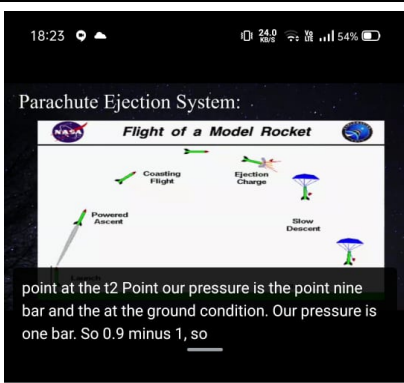 18:23
24.0 KB/S
54%
Parachute Ejection System:
NASA
Flight of a Model Rocket
Coasting Flight
Ejection Charge
Powered Ascent
Slow Descent
Launch
point at the t2 Point our pressure is the point nine
bar and the at the ground condition. Our pressure is
one bar. So 0.9 minus 1, so